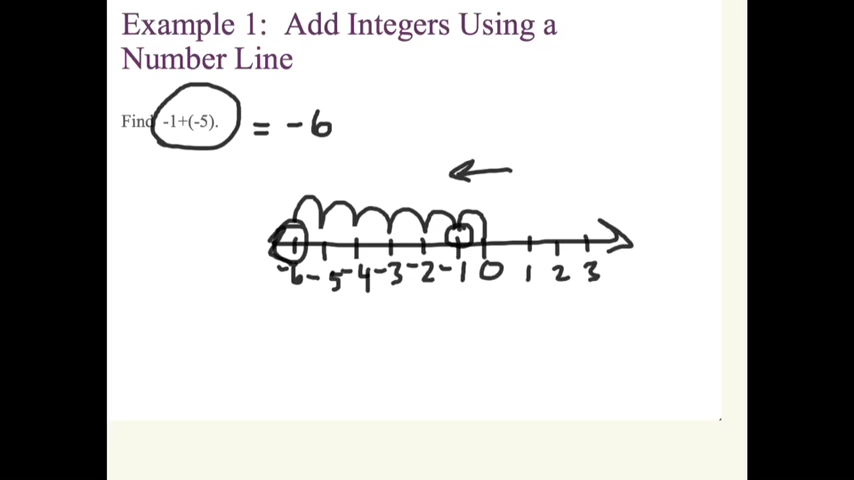 Example 1: Add Integers Using a
Number Line
Find -1+(-5). = -6
-6 -5 -4 -3 -2 -1 0 1 2 3